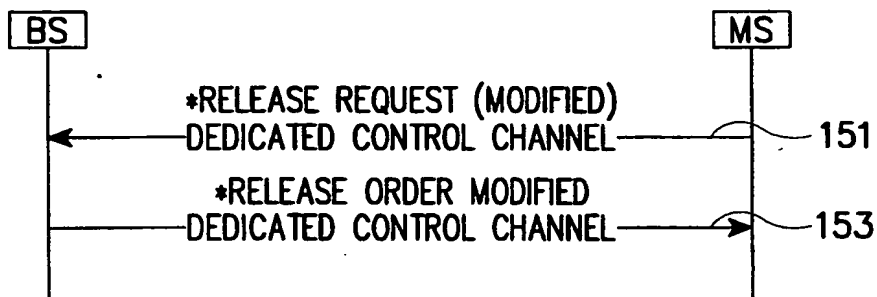 BS
MS
*RELEASE REQUEST (MODIFIED)
DEDICATED CONTROL CHANNEL
151
*RELEASE ORDER MODIFIED
DEDICATED CONTROL CHANNEL
153